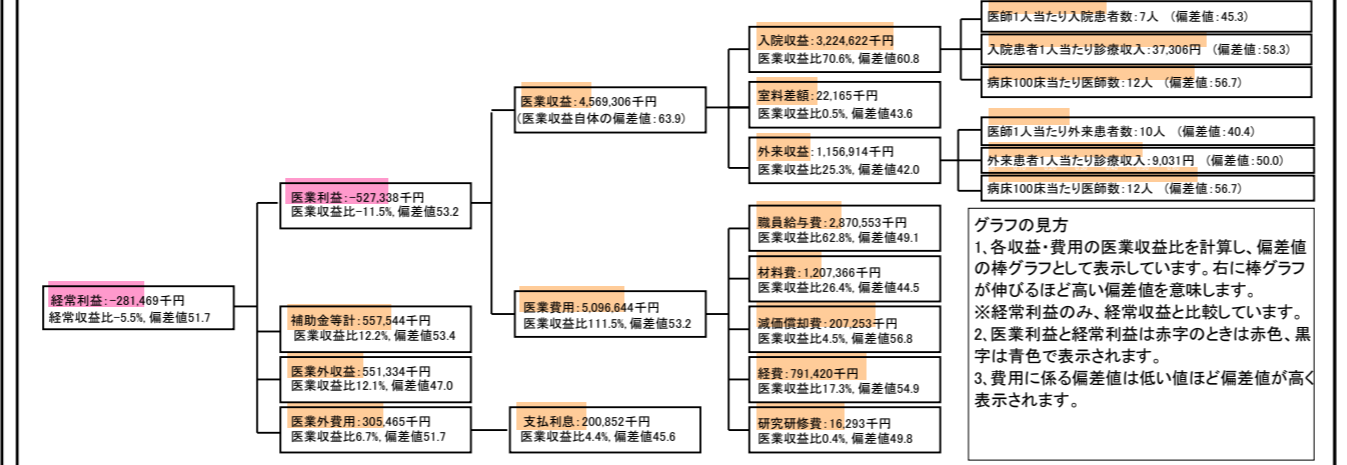 経常利益:-281,469千円
経常収支比-5.5%, 偏差値51.7
医業利益:-527,338千円
医業収益比-11.5%, 偏差値53.2
補助金等計:557,544千円
医業収益比12.2%, 偏差値53.4
医業外収益:551,334千円
医業収益比12.1%, 偏差値47.0
医業外費用:305,465千円
医業収益比6.7%, 偏差値51.7
支払利息:200,852千円
医業収益比4.4%, 偏差値45.6
医業収益:4,569,306千円
(医業収益自体の偏差値:63.9)
医業費用:5,096,644千円
医業収益比111.5%, 偏差値53.2
入院収益:3,224,622千円
医業収益比70.6%, 偏差値60.8
室料差額:22,165千円
医業収益比0.5%, 偏差値43.6
外来収益:1,156,914千円
医業収益比25.3%, 偏差値42.0
職員給与費:2,870,553千円
医業収益比62.8%, 偏差値49.1
材料費:1,207,366千円
医業収益比26.4%, 偏差値44.5
減価償却費:207,253千円
医業収益比4.5%, 偏差値56.8
経費:791,420千円
医業収益比17.3%, 偏差値54.9
研究研修費:16,293千円
医業収益比0.4%, 偏差値49.8
医師1人当たり入院患者数:7人 (偏差値:45.3)
入院患者1人当たり診療収入:37,306円 (偏差値:58.3)
病床100床当たり医師数:12人 (偏差値:56.7)
医師1人当たり外来患者数:10人 (偏差値:40.4)
外来患者1人当たり診療収入:9,031円 (偏差値:50.0)
病床100床当たり医師数:12人 (偏差値:56.7)
グラフの見方
1、各収益・費用の医業収益比を計算し、偏差値
の棒グラフとして表示しています。右に棒グラフ
が伸びるほど高い偏差値を意味します。
※経常利益のみ、経常収益と比較しています。
2、医業利益と経常利益は赤字のときは赤色、黒
字は青色で表示されます。
3、費用に係る偏差値は低い値ほど偏差値が高く
表示されます。